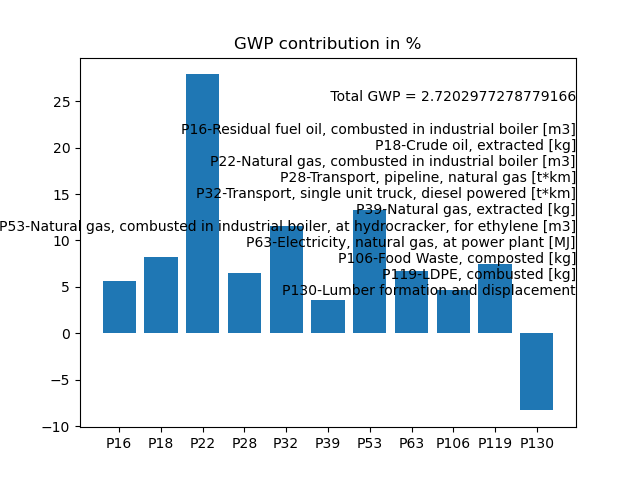 GWP contribution in %
Total GWP = 2.7202977278779166
P16-Residual fuel oil, combusted in industrial boiler [m3]
P18-Crude oil, extracted [kg]
P22-Natural gas, combusted in industrial boiler [m3]
P28-Transport, pipeline, natural gas [t*km]
P32-Transport, single unit truck, diesel powered [t*km]
P39-Natural gas, extracted [kg]
P53-Natural gas, combusted in industrial boiler, at hydrocracker, for ethylene [m3]
P63-Electricity, natural gas, at power plant [MJ]
P106-Food Waste, composted [kg]
P119-LDPE, combusted [kg]
P130-Lumber formation and displacement
25
20
15
10
5
0
−5
−10
P16 P18 P22 P28 P32 P39 P53 P63 P106 P119 P130